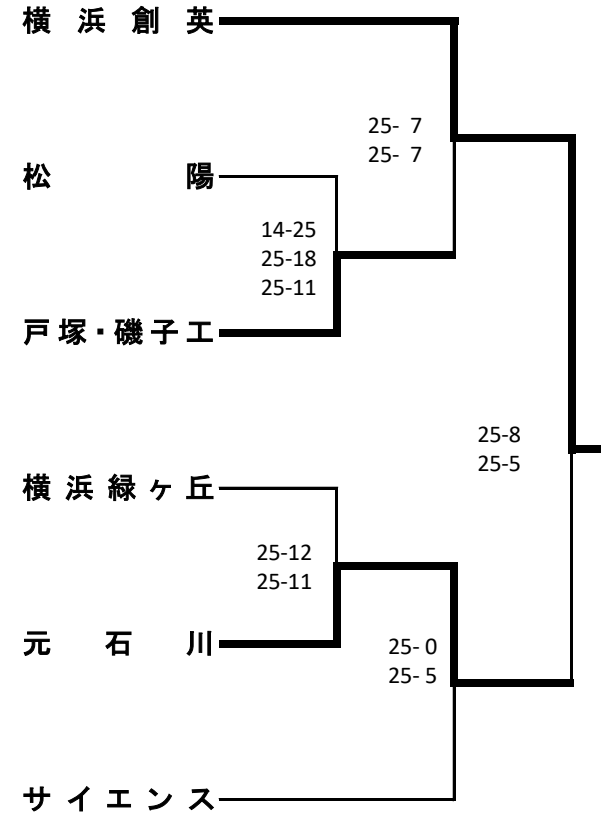 横浜創英
25- 7
25- 7
松陽
14-25
25-18
25-11
戸塚・磯子工
25-8
25-5
横浜緑ヶ丘
25-12
25-11
元石川
25- 0
25- 5
サイエンス